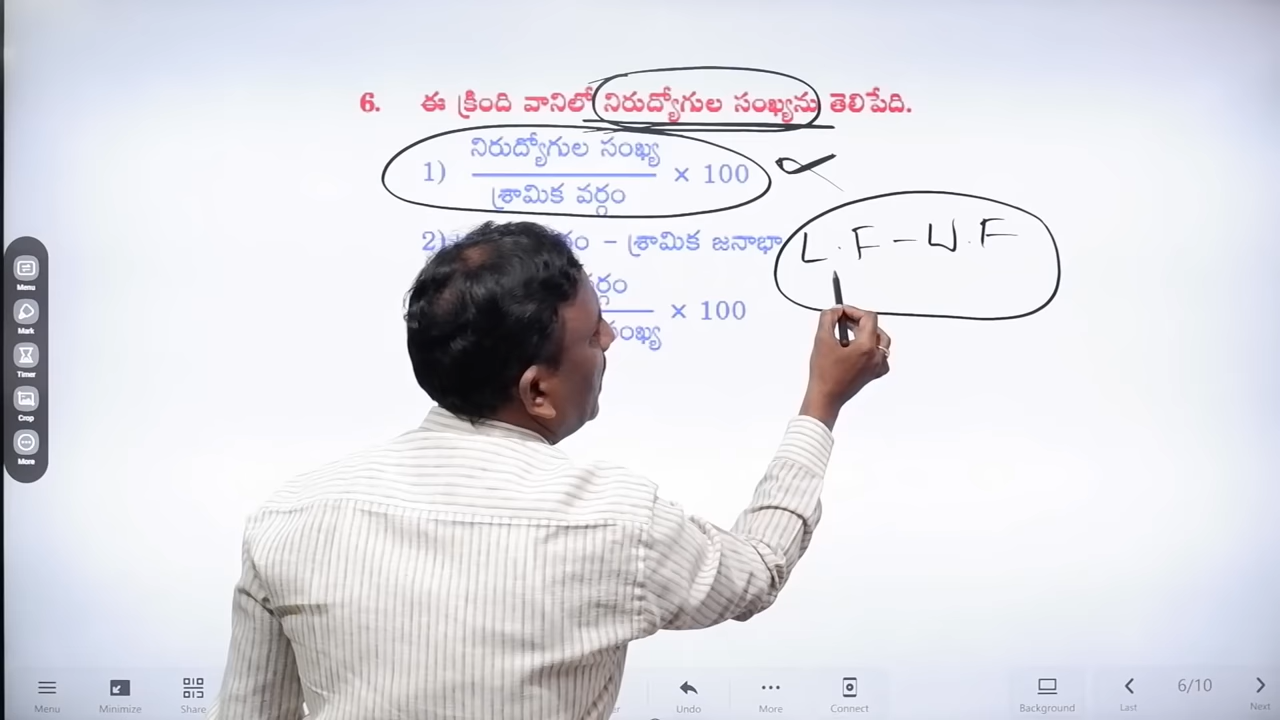 6. ఈ క్రింది వానిలో నిరుద్యోగుల సంఖ్యను తెలిపేది.
1) నిరుద్యోగుల సంఖ్య
శ్రామిక వర్గం
× 100
2)
– శ్రామిక జనాభా
L.F – W.F
× 100
సంఖ్య
Menu
Mark
Timer
Crop
More
Menu
Minimize
Share
Undo
More
Connect
Background
Last
6/10
Next